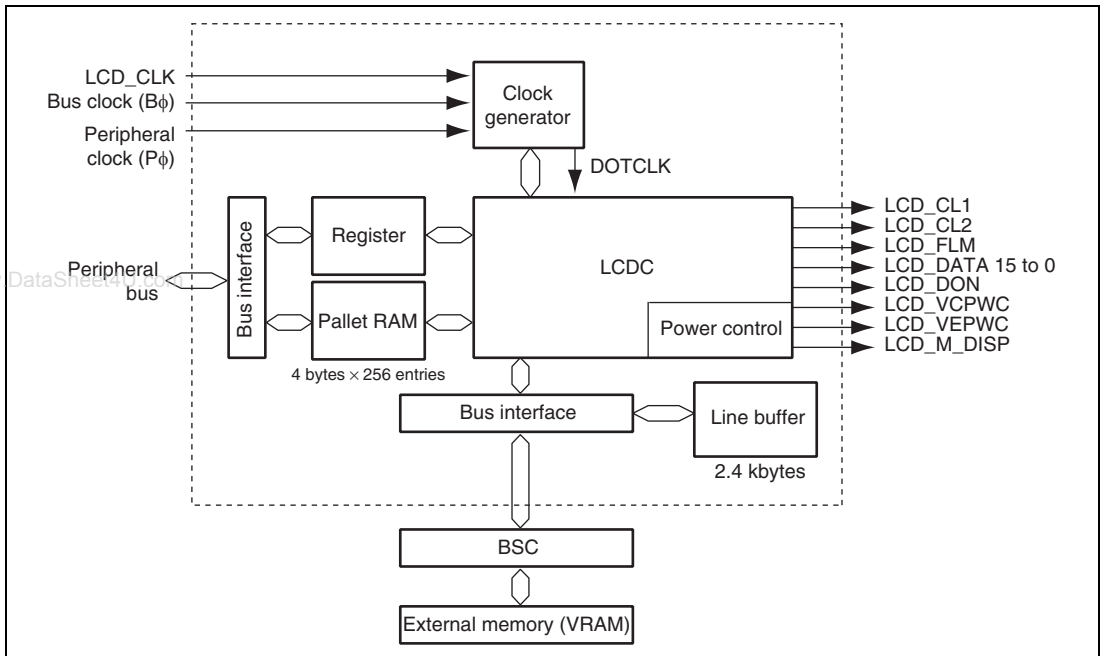 LCD_CLK
Bus clock (Bϕ)
Peripheral
clock (Pϕ)
Clock
generator
DOTCLK
Peripheral
bus
DataSheet4U.com
Bus interface
Register
Pallet RAM
4 bytes × 256 entries
LCDC
Power control
LCD_CL1
LCD_CL2
LCD_FLM
LCD_DATA 15 to 0
LCD_DON
LCD_VCPWC
LCD_VEPWC
LCD_M_DISP
Bus interface
Line buffer
2.4 kbytes
BSC
External memory (VRAM)